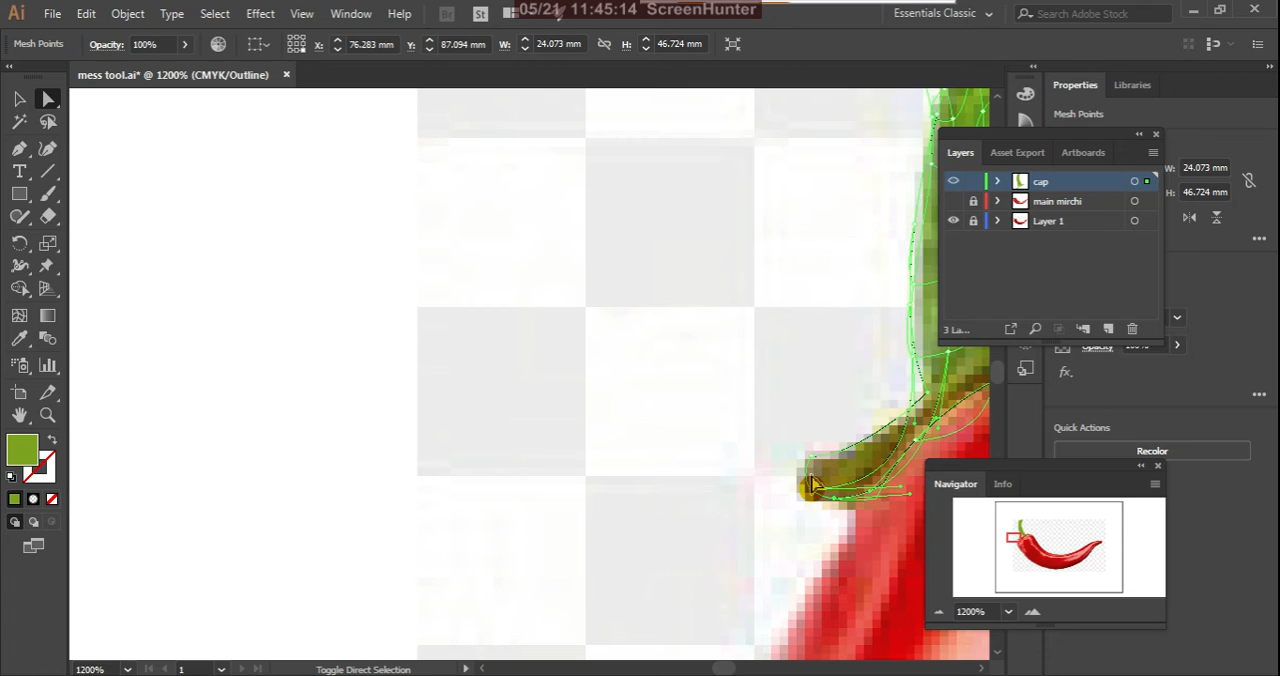 05/21 11:45:14 ScreenHunter
Ai File Edit Object Type Select Effect View Window Help Br St Essentials Classic Search Adobe Stock
Mesh Points Opacity: 100% X: 76.283 mm Y: 87.094 mm W: 24.073 mm H: 46.724 mm
mess tool.ai* @ 1200% (CMYK/Outline)
Properties Libraries
Mesh Points
Layers Asset Export Artboards
cap
W: 24.073 mm
main mirchi
46.724 mm
Layer 1
3 La...
Opacity
fx.
Quick Actions
Recolor
Navigator Info
1200%
1200% 1 Toggle Direct Selection